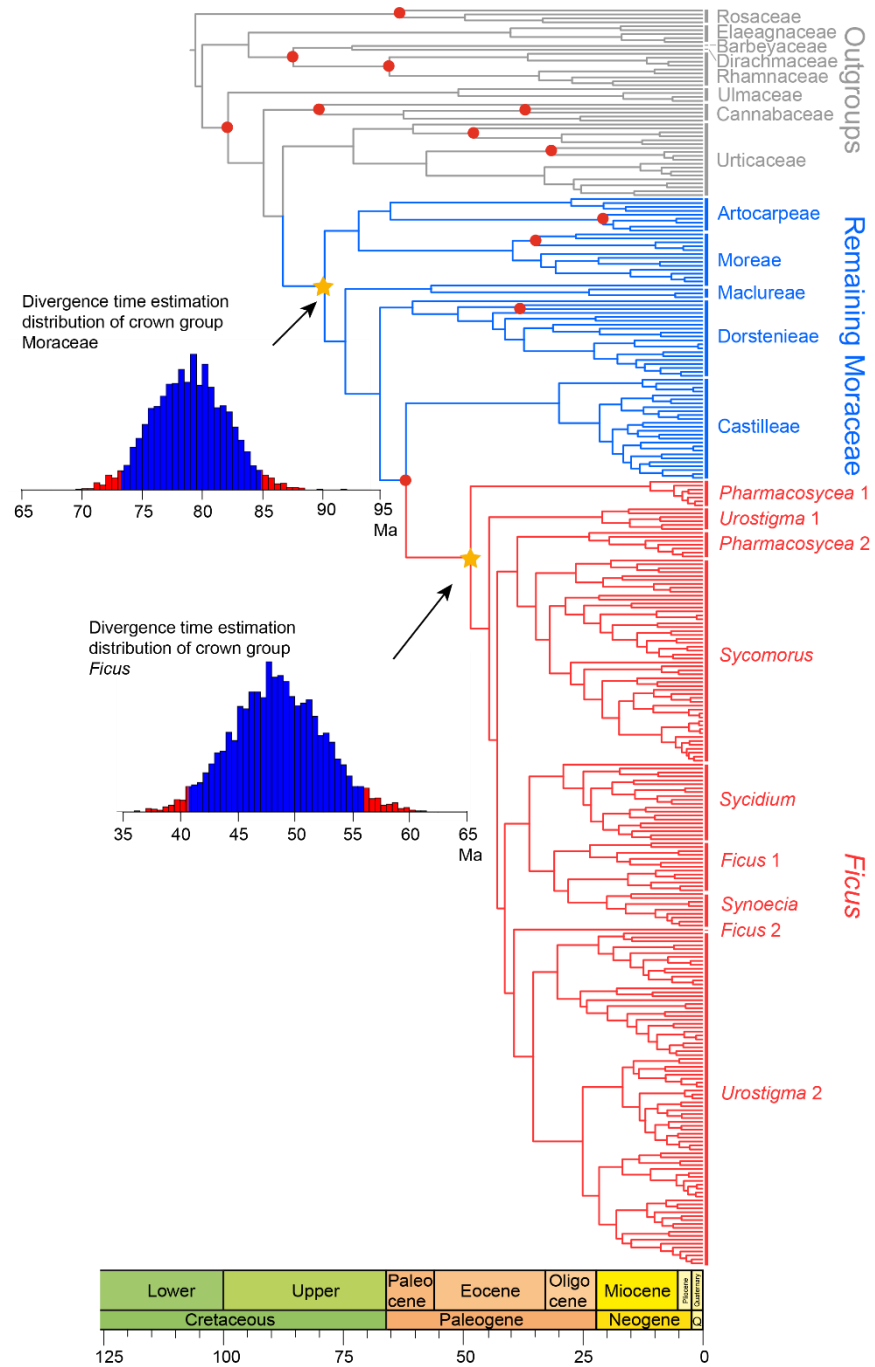 Rosaceae
Elaeagnaceae
Barbeyaceae
Dirachmaceae
Rhamnaceae
Ulmaceae
Cannabaceae
Urticaceae
Outgroups
Artocarpeae
Moreae
Maclureae
Dorstenieae
Castilleae
Remaining Moraceae
Divergence time estimation
distribution of crown group
Moraceae
65 70 75 80 85 90 95
Ma
Pharmacosycea 1
Urostigma 1
Pharmacosycea 2
Sycomorus
Sycidium
Ficus 1
Synoecia
Ficus 2
Urostigma 2
Ficus
Divergence time estimation
distribution of crown group
Ficus
35 40 45 50 55 60 65
Ma
Lower Upper Paleo
cene Eocene Oligo
cene Miocene Pliocene Quaternary
Cretaceous Paleogene Neogene Q
125 100 75 50 25 0